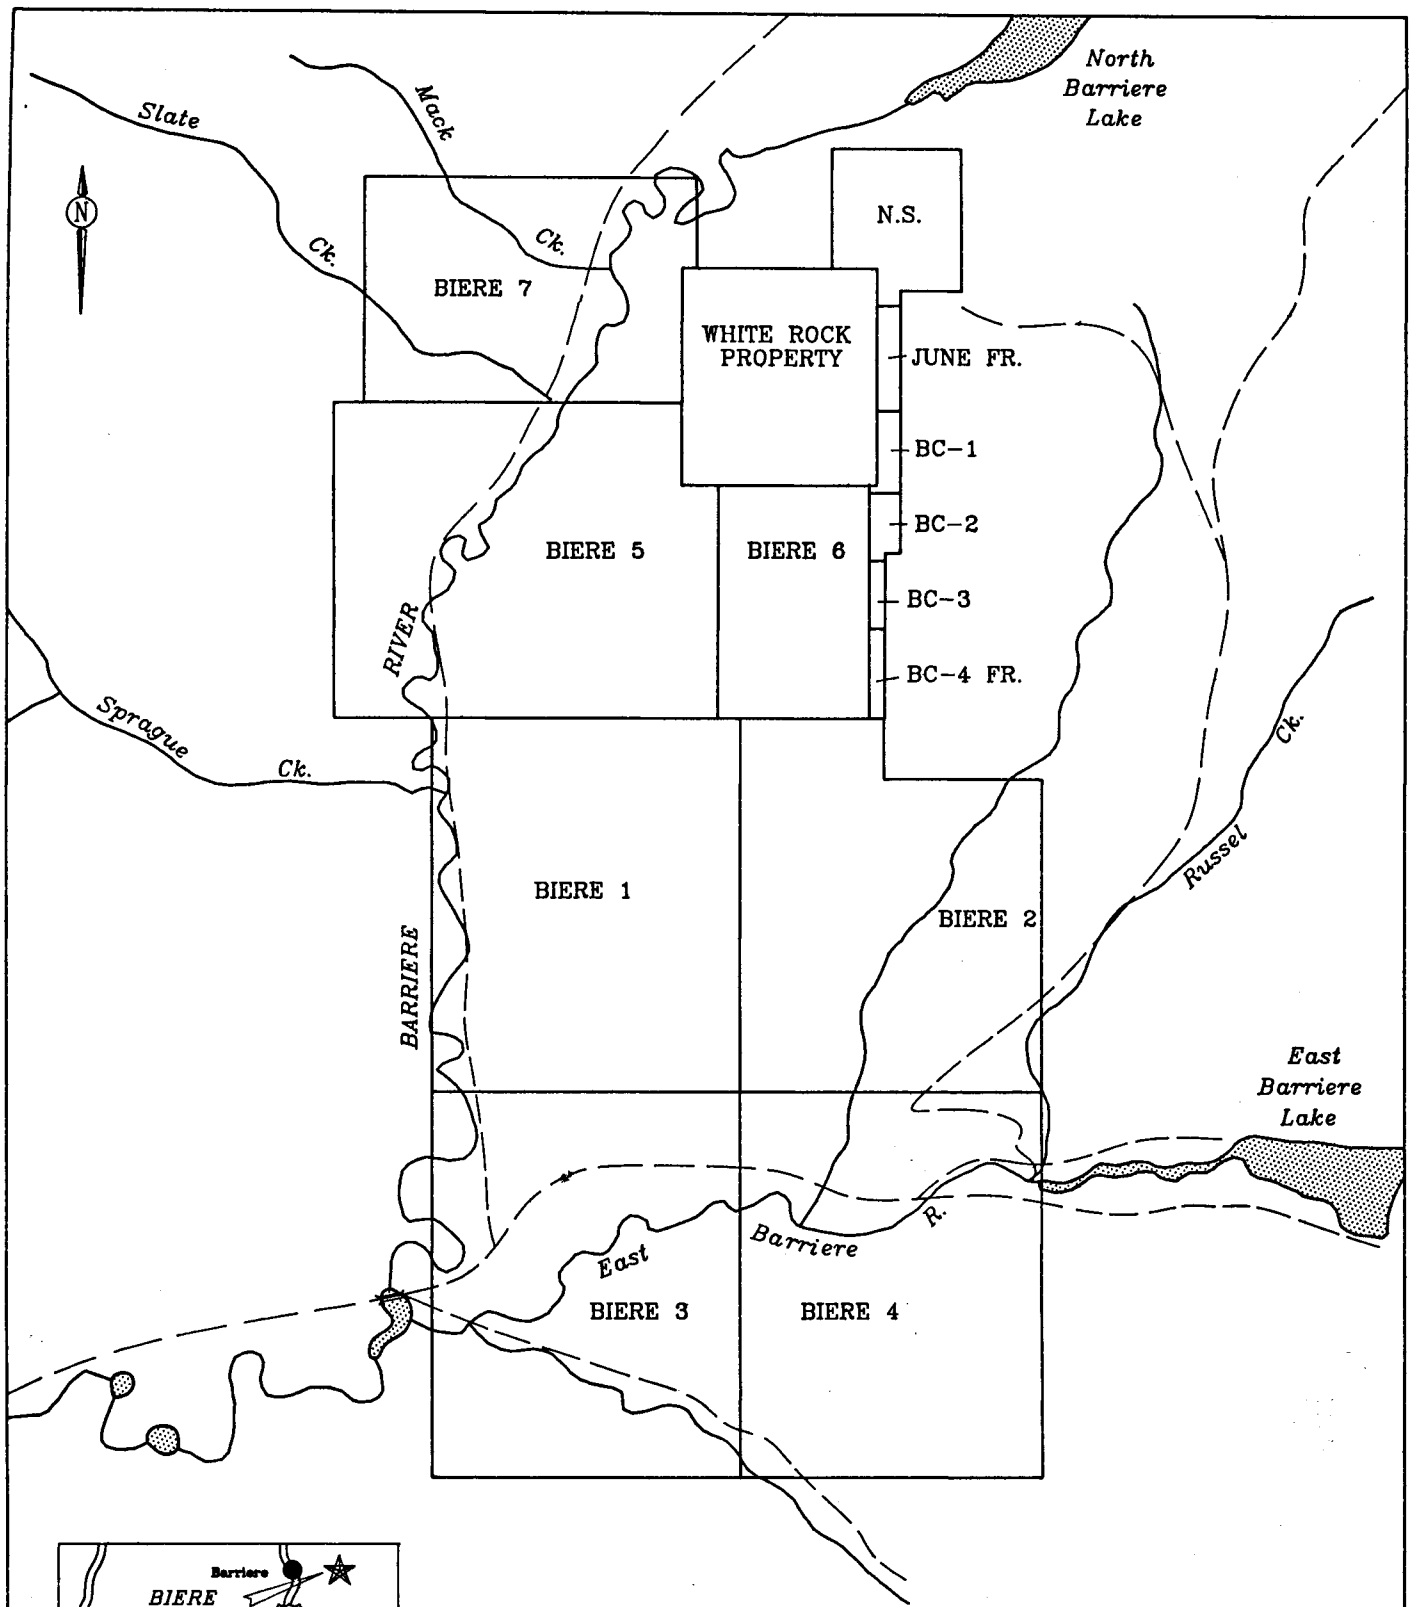 North
Barriere
Lake
Slate
Ck.
Mack
Ck.
N
N.S.
BIERE 7
WHITE ROCK
PROPERTY
JUNE FR.
BC-1
BC-2
BIERE 5
BIERE 6
BC-3
BC-4 FR.
RIVER
Sprague
Ck.
Ck.
Russel
BIERE 1
BIERE 2
BARRIERE
East
Barriere
Lake
East
Barriere
R.
BIERE 3
BIERE 4
Barriere
BIERE